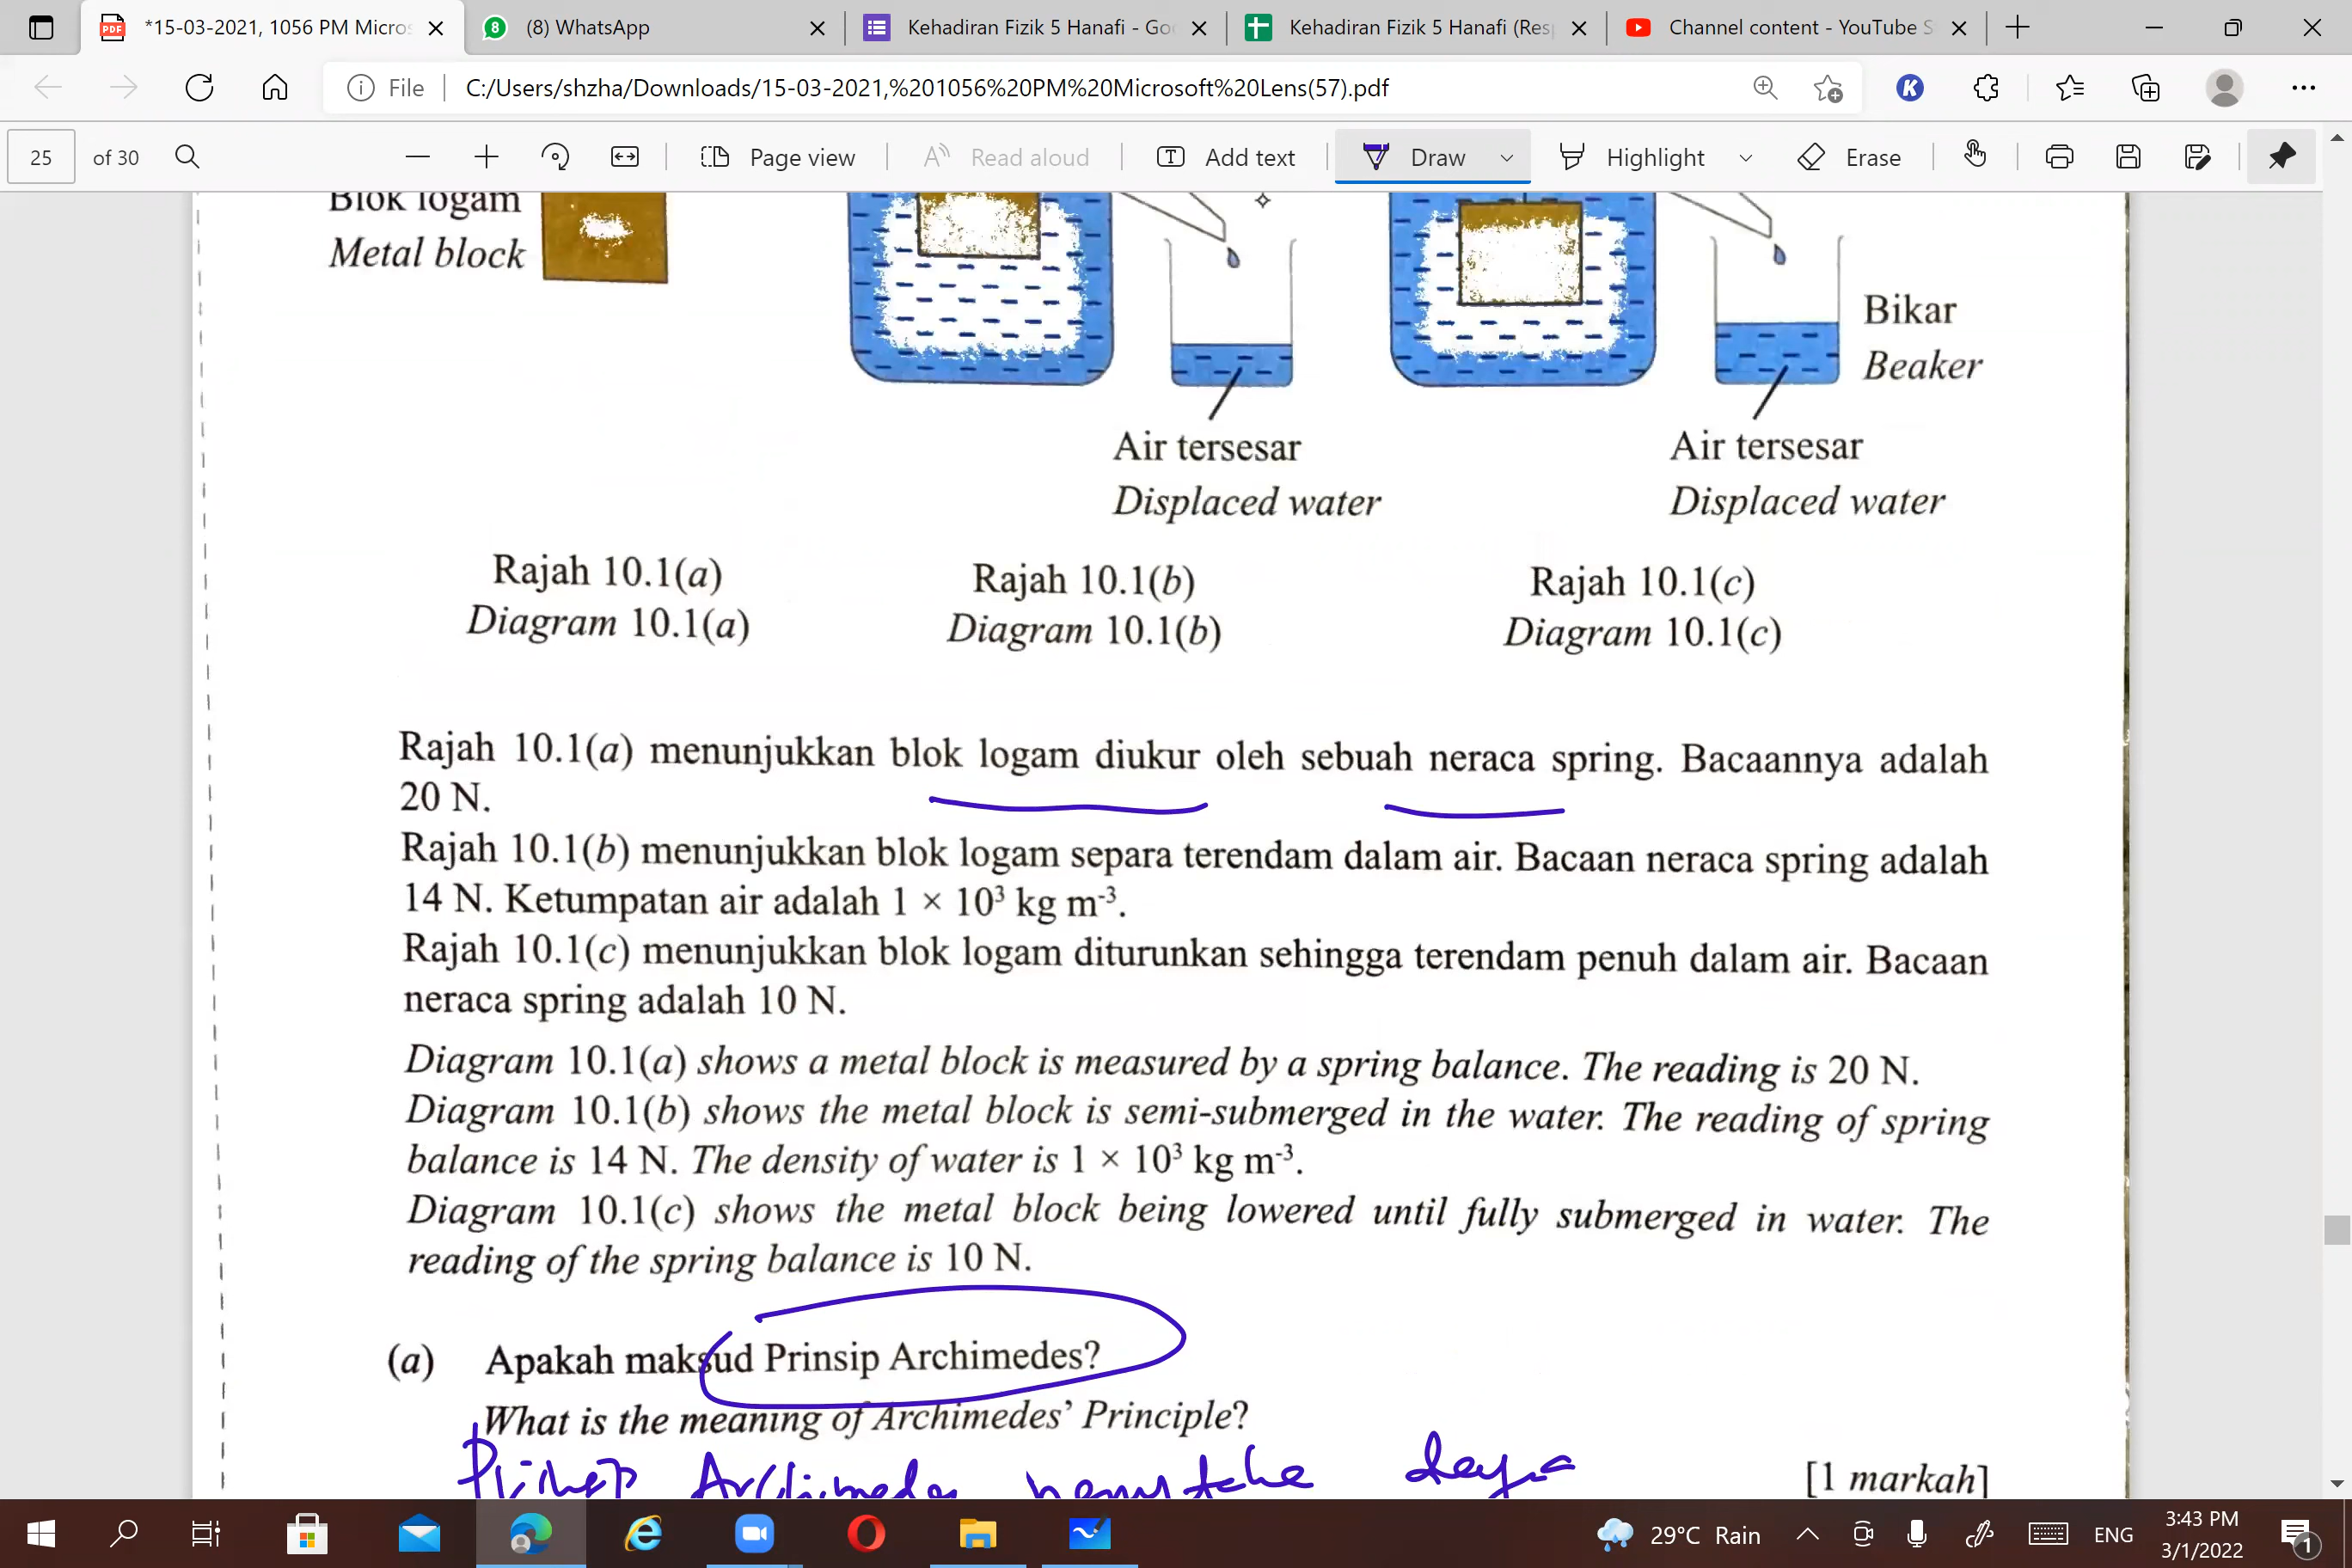 *15-03-2021, 1056 PM Micros
(8) WhatsApp
Kehadiran Fizik 5 Hanafi - Go
Kehadiran Fizik 5 Hanafi (Res
Channel content - YouTube S
File
C:/Users/shzha/Downloads/15-03-2021,%201056%20PM%20Microsoft%20Lens(57).pdf
25 of 30
Page view
Read aloud
Add text
Draw
Highlight
Erase
Blok logam
Metal block
Bikar
Beaker
Air tersesar
Displaced water
Air tersesar
Displaced water
Rajah 10.1(a)
Diagram 10.1(a)
Rajah 10.1(b)
Diagram 10.1(b)
Rajah 10.1(c)
Diagram 10.1(c)
Rajah 10.1(a) menunjukkan blok logam diukur oleh sebuah neraca spring. Bacaannya adalah
20 N.
Rajah 10.1(b) menunjukkan blok logam separa terendam dalam air. Bacaan neraca spring adalah
14 N. Ketumpatan air adalah 1 × 10³ kg m⁻³.
Rajah 10.1(c) menunjukkan blok logam diturunkan sehingga terendam penuh dalam air. Bacaan
neraca spring adalah 10 N.
Diagram 10.1(a) shows a metal block is measured by a spring balance. The reading is 20 N.
Diagram 10.1(b) shows the metal block is semi-submerged in the water. The reading of spring
balance is 14 N. The density of water is 1 × 10³ kg m⁻³.
Diagram 10.1(c) shows the metal block being lowered until fully submerged in water. The
reading of the spring balance is 10 N.
(a) Apakah maksud Prinsip Archimedes?
What is the meaning of Archimedes' Principle?
daya
[1 markah]
29°C Rain
ENG
3:43 PM
3/1/2022
1